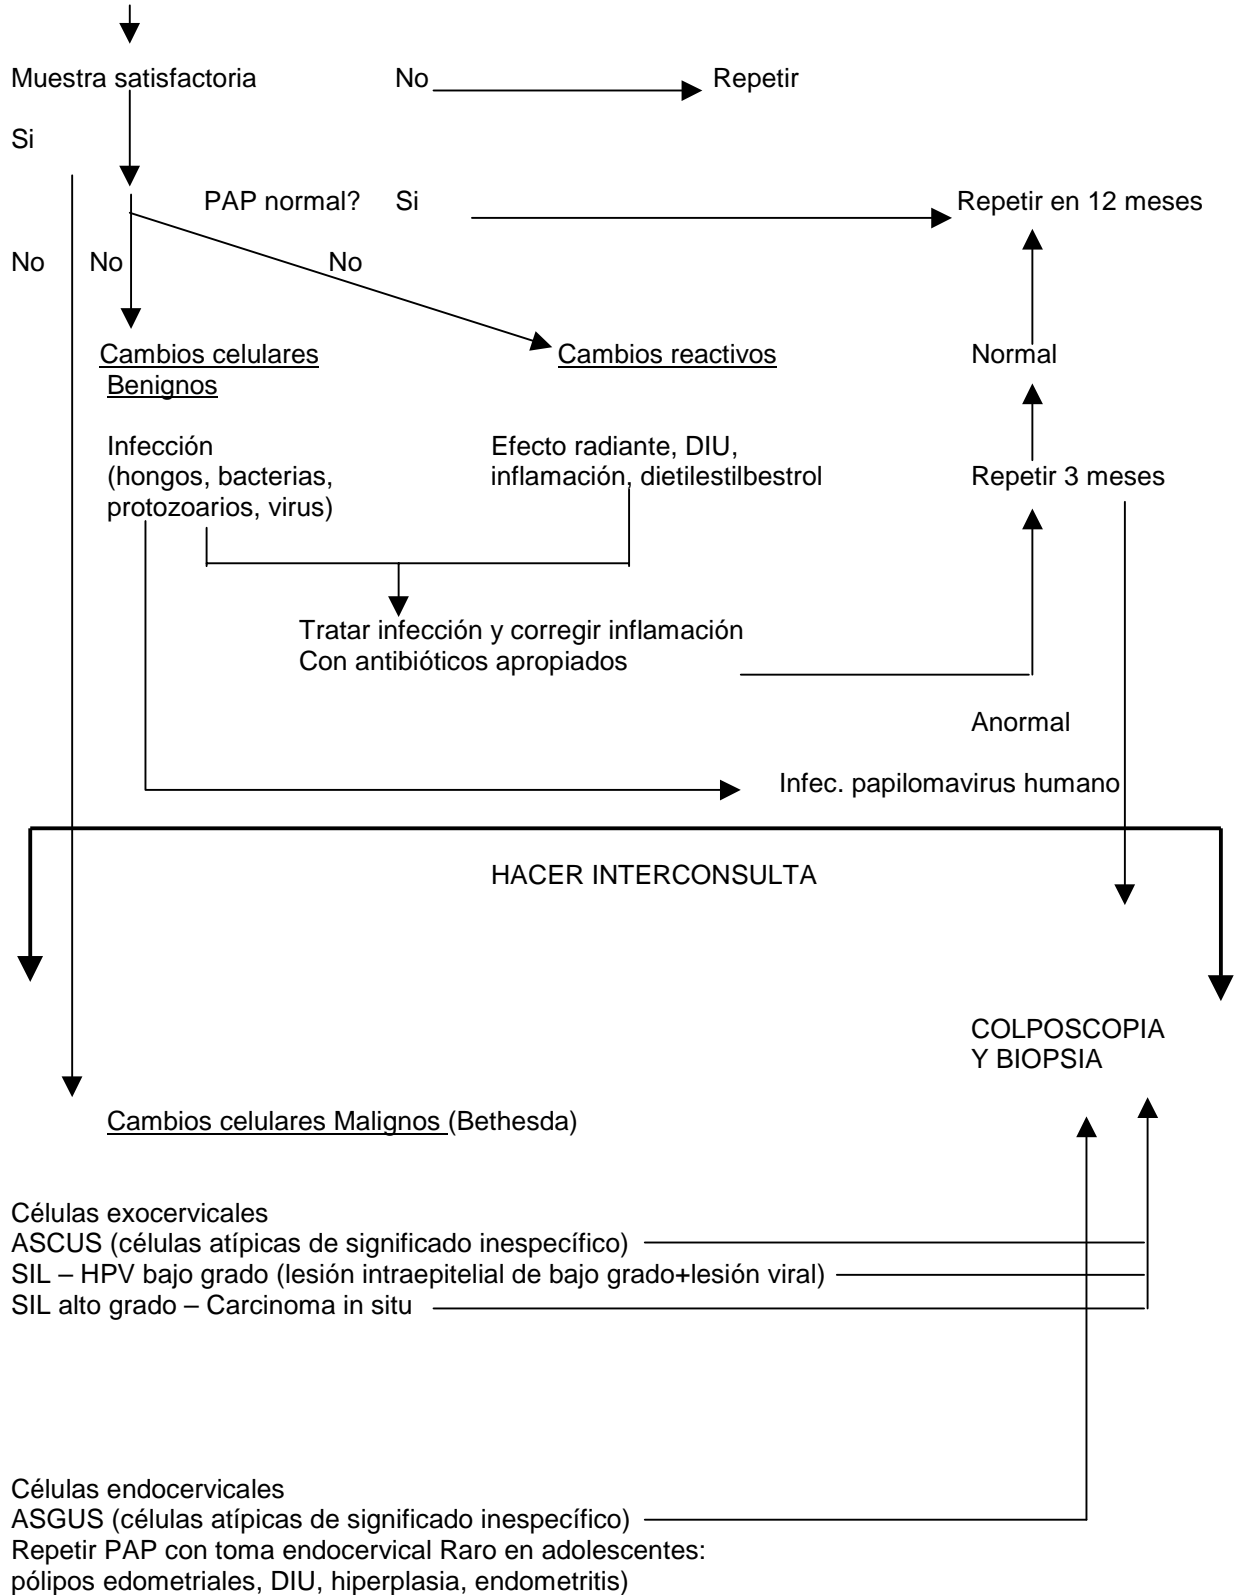 Muestra satisfactoria No Repetir
Si
PAP normal? Si Repetir en 12 meses
No No No
Cambios celulares Cambios reactivos Normal
Benignos
Infección Efecto radiante, DIU,
(hongos, bacterias, inflamación, dietilestilbestrol Repetir 3 meses
protozoarios, virus)
Tratar infección y corregir inflamación
Con antibióticos apropiados
Anormal
Infec. papilomavirus humano
HACER INTERCONSULTA
COLPOSCOPIA
Y BIOPSIA
Cambios celulares Malignos (Bethesda)
Células exocervicales
ASCUS (células atípicas de significado inespecífico)
SIL – HPV bajo grado (lesión intraepitelial de bajo grado+lesión viral)
SIL alto grado – Carcinoma in situ
Células endocervicales
ASGUS (células atípicas de significado inespecífico)
Repetir PAP con toma endocervical Raro en adolescentes:
pólipos edometriales, DIU, hiperplasia, endometritis)